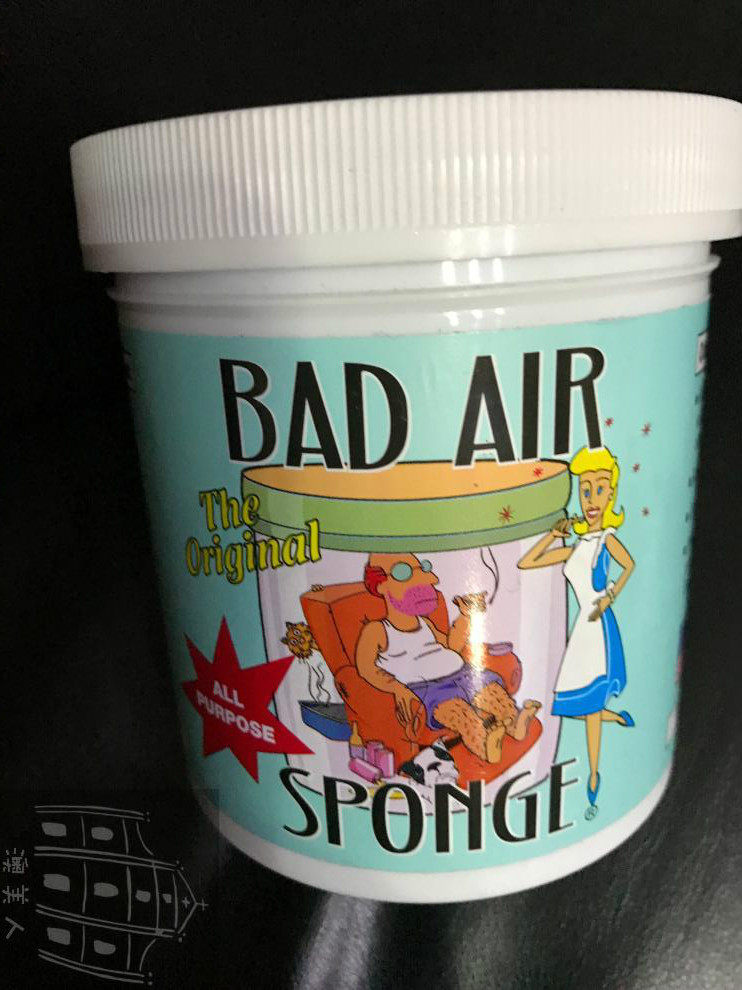 BAD AIR
The
Original
ALL
PURPOSE
SPONGE®